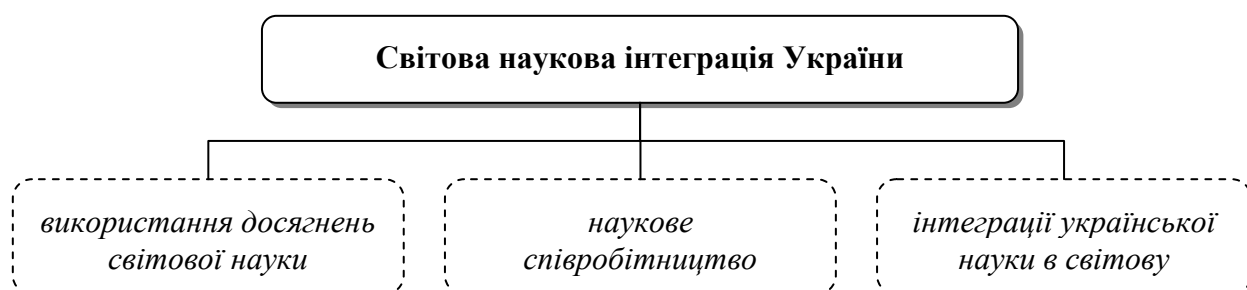 Світова наукова інтеграція України
використання досягнень
світової науки
наукове
співробітництво
інтеграції української
науки в світову